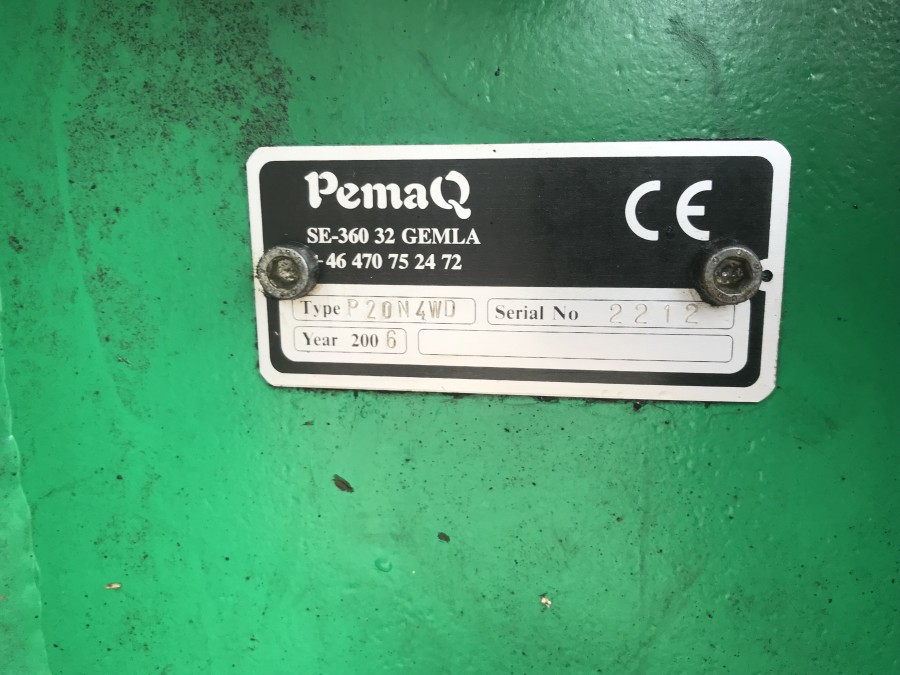 PemaQ
CE
SE-360 32 GEMLA
+46 470 75 24 72
Type P20N4WD Serial No 2212
Year 2006